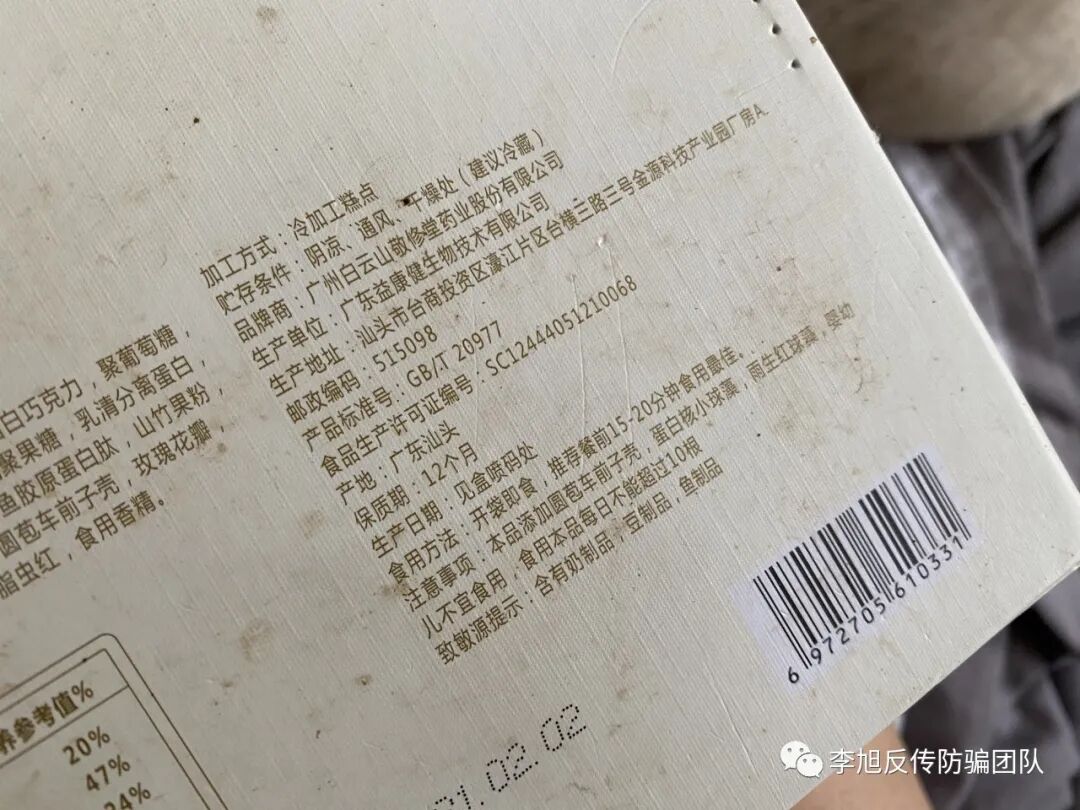 加工方式：冷加工糕点
贮存条件：阴凉、通风、干燥处（建议冷藏）
品牌商：广州白云山敬修堂药业股份有限公司
生产单位：广东益康健生物技术有限公司
生产地址：汕头市台商投资区濠江片区台横三路三号金源科技产业园厂房A
邮政编码：515098
产品标准号：GB/T 20977
食品生产许可证编号：SC12444051210068
产地：广东汕头
保质期：12个月
生产日期：见盒喷码处
食用方法：开袋即食，推荐餐前15-20分钟食用最佳。
注意事项：本品添加圆苞车前子壳，蛋白核小球藻，雨生红球藻，婴幼
儿不宜食用，食用本品每日不能超过10根
致敏源提示：含有奶制品，豆制品，鱼制品
白巧克力，聚葡萄糖，
聚果糖，乳清分离蛋白，
鱼胶原蛋白肽，山竹果粉，
圆苞车前子壳，玫瑰花瓣，
脂虫红，食用香精。
养参考值%
20%
47%
24%
01.02.02
6972705610331
李旭反传防骗团队